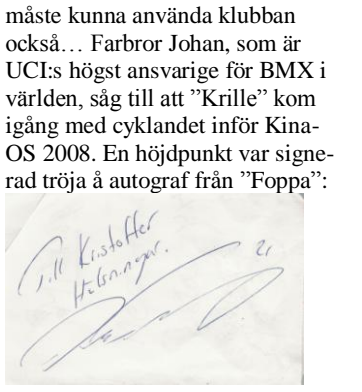 måste kunna använda klubban
också… Farbror Johan, som är
UCI:s högst ansvarige för BMX i
världen, såg till att ”Krille” kom
igång med cyklandet inför Kina-
OS 2008. En höjdpunkt var signe-
rad tröja å autograf från ”Foppa”:
Till Kristoffer
Hälsningar.
21